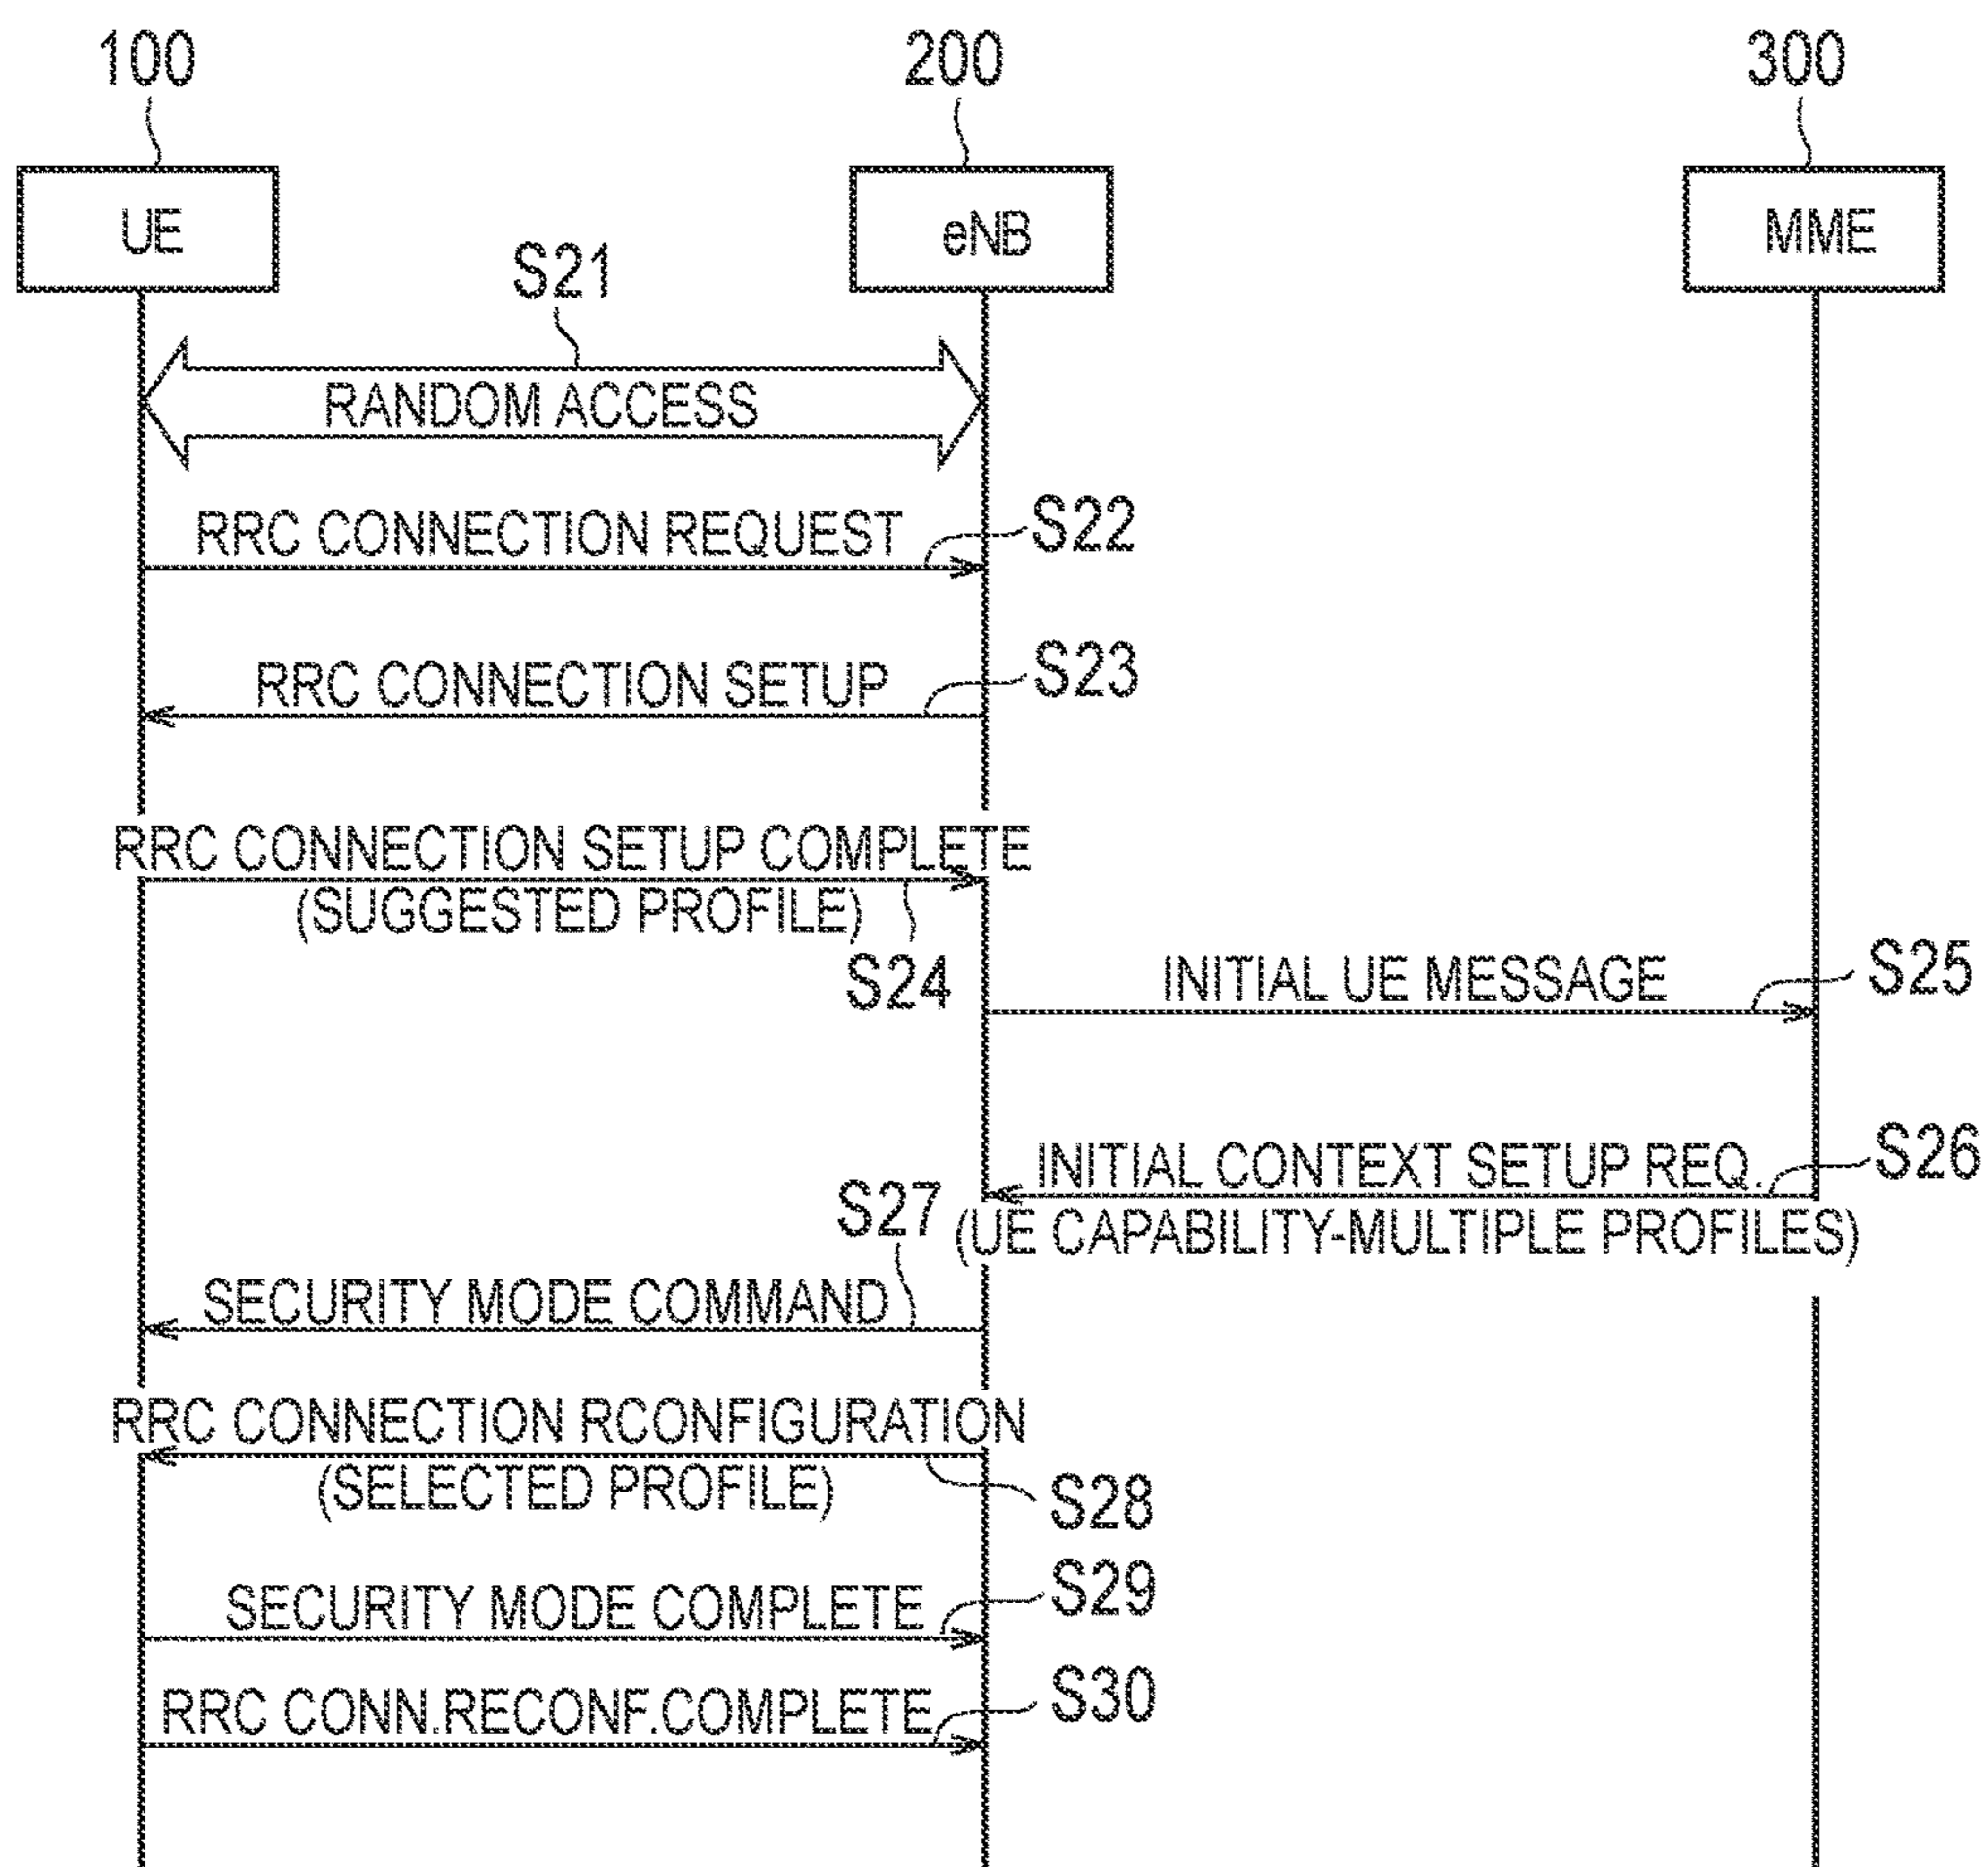 100
200
300
UE
eNB
MME
S21
RANDOM ACCESS
RRC CONNECTION REQUEST
S22
RRC CONNECTION SETUP
S23
RRC CONNECTION SETUP COMPLETE
(SUGGESTED PROFILE)
S24
INITIAL UE MESSAGE
S25
INITIAL CONTEXT SETUP REQ.
S26
(UE CAPABILITY-MULTIPLE PROFILES)
S27
SECURITY MODE COMMAND
RRC CONNECTION RCONFIGURATION
(SELECTED PROFILE)
S28
SECURITY MODE COMPLETE
S29
RRC CONN.RECONF.COMPLETE
S30